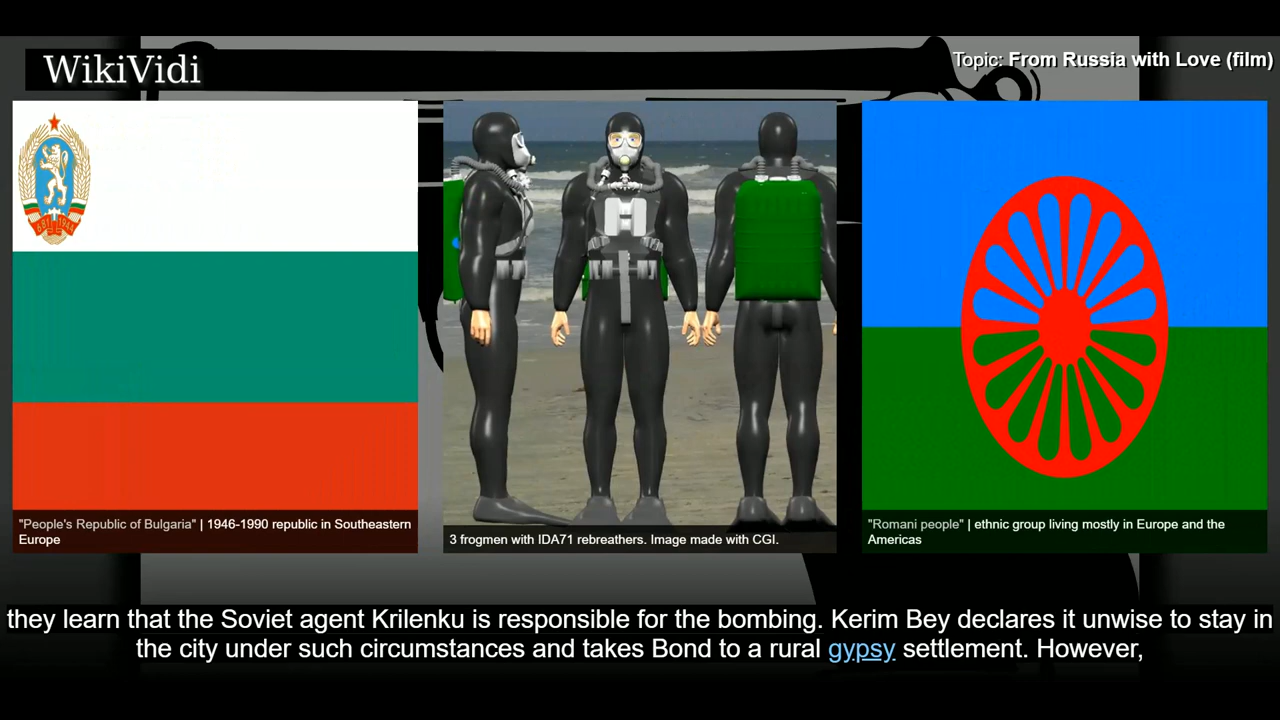 WikiVidi
Topic: From Russia with Love (film)
"People's Republic of Bulgaria" | 1946-1990 republic in Southeastern
Europe
3 frogmen with IDA71 rebreathers. Image made with CGI.
"Romani people" | ethnic group living mostly in Europe and the
Americas
they learn that the Soviet agent Krilenku is responsible for the bombing. Kerim Bey declares it unwise to stay in
the city under such circumstances and takes Bond to a rural gypsy settlement. However,